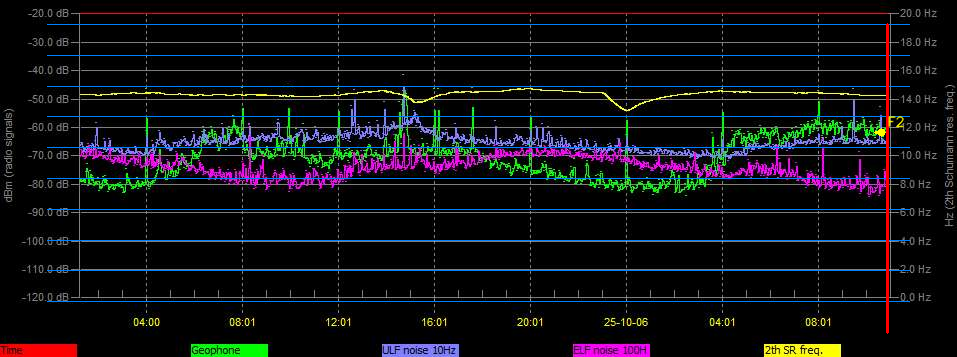 -20.0 dB 20.0 Hz
-30.0 dB 18.0 Hz
-40.0 dB 16.0 Hz
-50.0 dB 14.0 Hz
-60.0 dB 12.0 Hz
F2
-70.0 dB 10.0 Hz
-80.0 dB 8.0 Hz
-90.0 dB 6.0 Hz
-100.0 dB 4.0 Hz
-110.0 dB 2.0 Hz
-120.0 dB 0.0 Hz
dBm (radio signals)
Hz (2th Schumann res. freq.)
04:00 08:01 12:01 16:01 20:01 25-10-06 04:01 08:01
Time Geophone ULF noise 10Hz ELF noise 100H 2th SR freq.